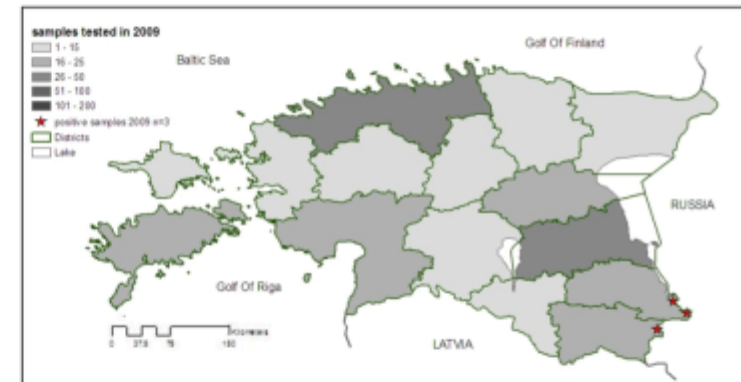 samples tested in 2009
1 - 15
16 - 25
26 - 50
51 - 100
101 - 200
positive samples 2009 n=3
Districts
Lake
Baltic Sea
Golf Of Finland
RUSSIA
Golf Of Riga
LATVIA
Kilometers
0 37.5 75 150